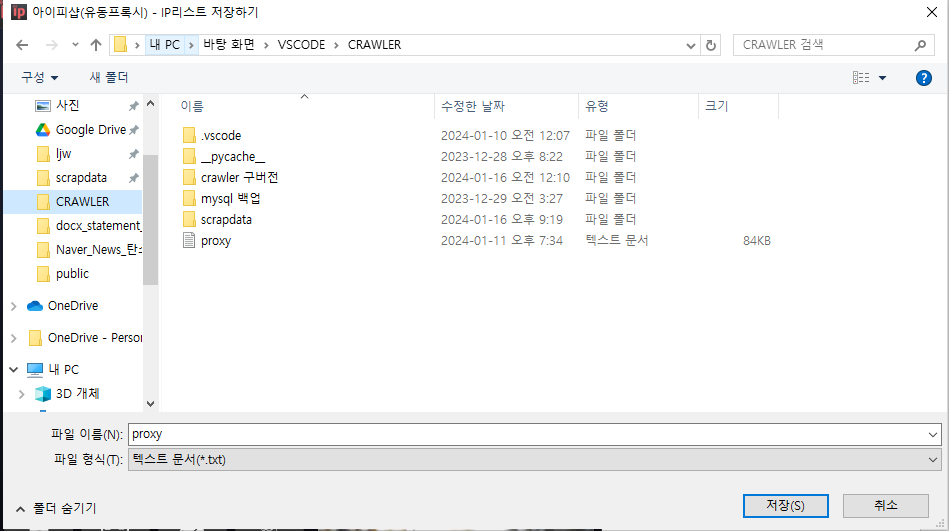 ip 아이피샵(유동프록시) - IP리스트 저장하기
내 PC 바탕 화면 VSCODE CRAWLER
CRAWLER 검색
구성 새 폴더
사진
Google Drive
ljw
scrapdata
CRAWLER
docx_statement_
Naver_News_탄소
public
OneDrive
OneDrive - Person
내 PC
3D 개체
이름 수정한 날짜 유형 크기
.vscode 2024-01-10 오전 12:07 파일 폴더
__pycache__ 2023-12-28 오후 8:22 파일 폴더
crawler 구버전 2024-01-16 오전 12:10 파일 폴더
mysql 백업 2023-12-29 오전 3:27 파일 폴더
scrapdata 2024-01-16 오후 9:19 파일 폴더
proxy 2024-01-11 오후 7:34 텍스트 문서 84KB
파일 이름(N): proxy
파일 형식(T): 텍스트 문서(*.txt)
폴더 숨기기
저장(S) 취소